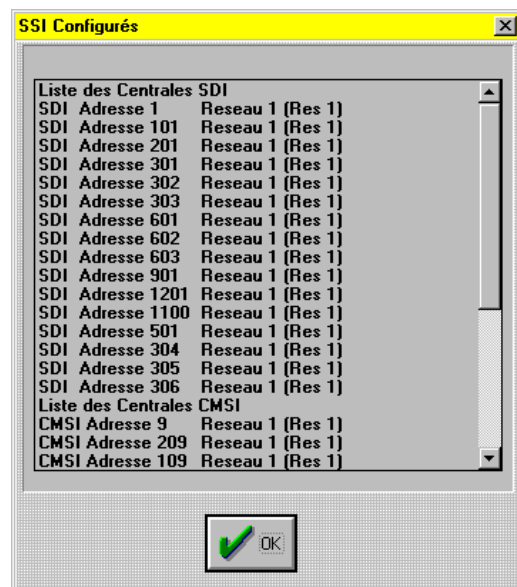 SSI Configurés
Liste des Centrales SDI
SDI Adresse 1 Reseau 1 (Res 1)
SDI Adresse 101 Reseau 1 (Res 1)
SDI Adresse 201 Reseau 1 (Res 1)
SDI Adresse 301 Reseau 1 (Res 1)
SDI Adresse 302 Reseau 1 (Res 1)
SDI Adresse 303 Reseau 1 (Res 1)
SDI Adresse 601 Reseau 1 (Res 1)
SDI Adresse 602 Reseau 1 (Res 1)
SDI Adresse 603 Reseau 1 (Res 1)
SDI Adresse 901 Reseau 1 (Res 1)
SDI Adresse 1201 Reseau 1 (Res 1)
SDI Adresse 1100 Reseau 1 (Res 1)
SDI Adresse 501 Reseau 1 (Res 1)
SDI Adresse 304 Reseau 1 (Res 1)
SDI Adresse 305 Reseau 1 (Res 1)
SDI Adresse 306 Reseau 1 (Res 1)
Liste des Centrales CMSI
CMSI Adresse 9 Reseau 1 (Res 1)
CMSI Adresse 209 Reseau 1 (Res 1)
CMSI Adresse 109 Reseau 1 (Res 1)
OK